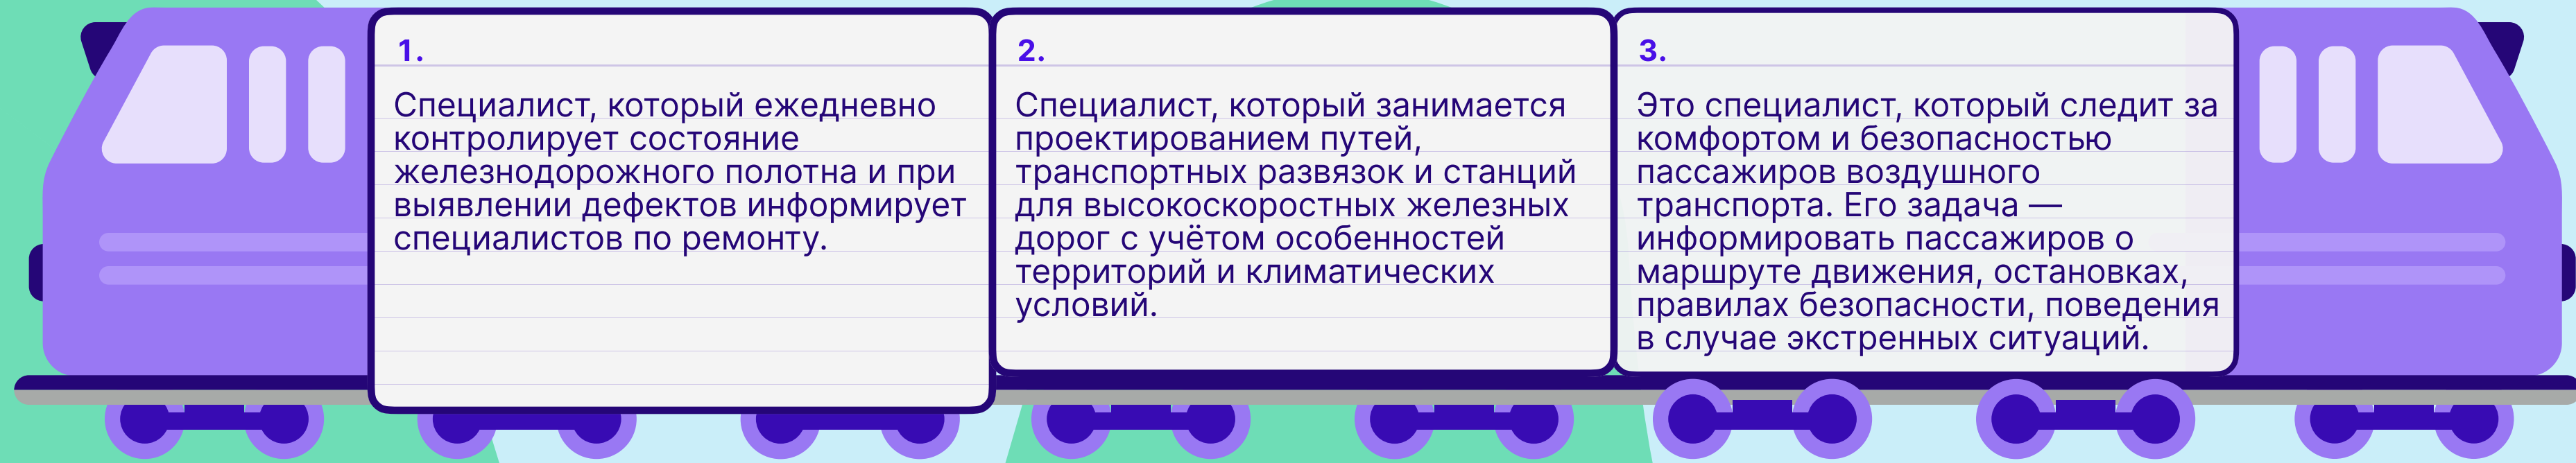 1.
Специалист, который ежедневно
контролирует состояние
железнодорожного полотна и при
выявлении дефектов информирует
специалистов по ремонту.
2.
Специалист, который занимается
проектированием путей,
транспортных развязок и станций
для высокоскоростных железных
дорог с учётом особенностей
территорий и климатических
условий.
3.
Это специалист, который следит за
комфортом и безопасностью
пассажиров воздушного
транспорта. Его задача —
информировать пассажиров о
маршруте движения, остановках,
правилах безопасности, поведения
в случае экстренных ситуаций.